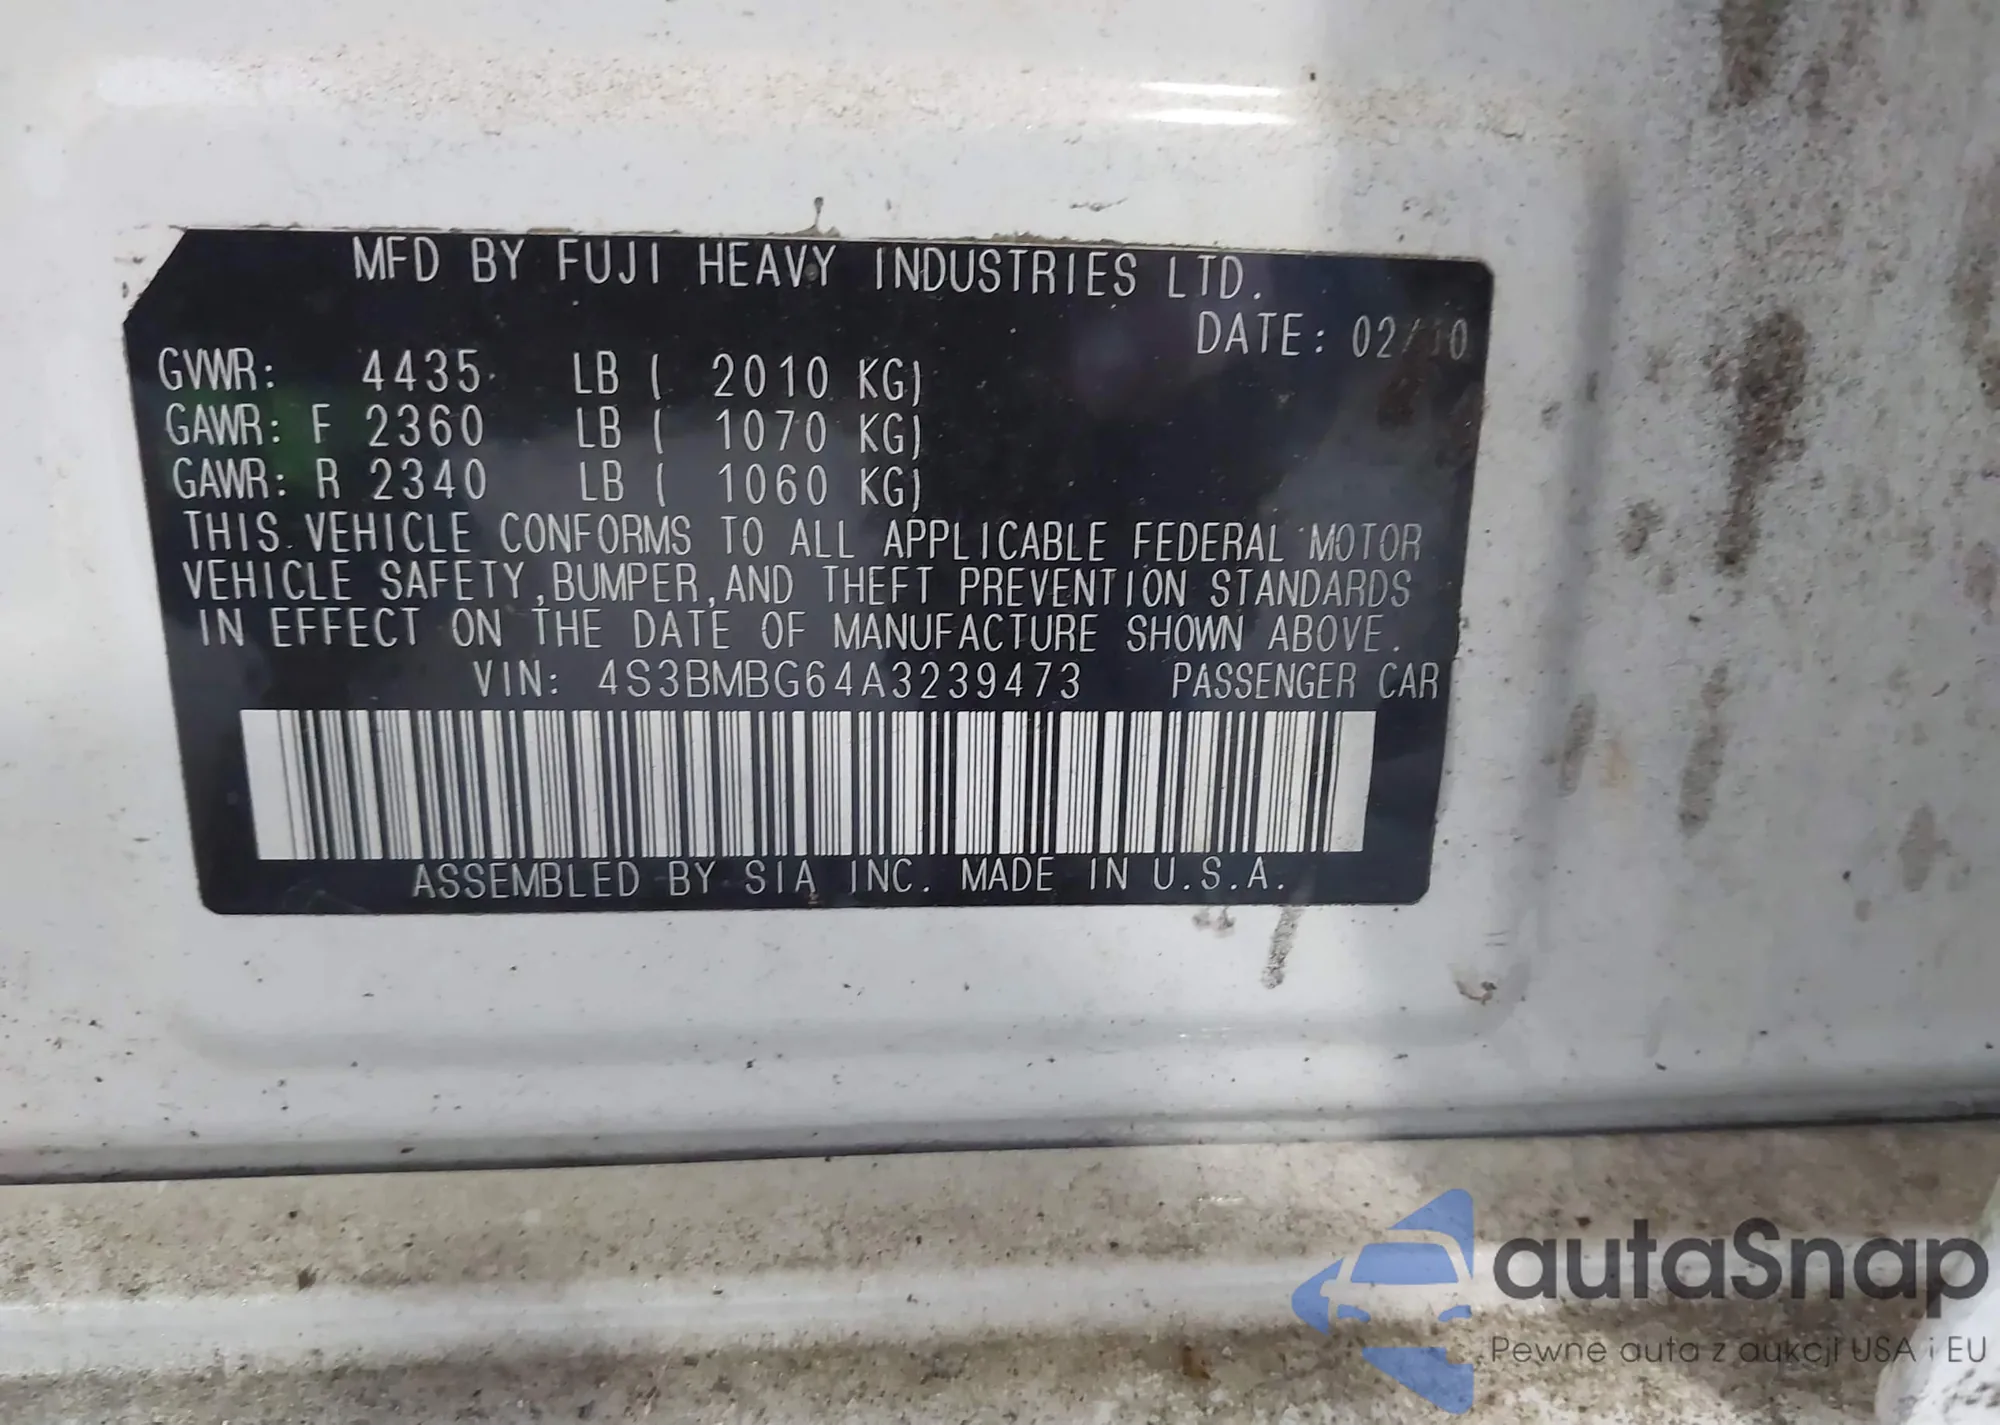 MFD BY FUJI HEAVY INDUSTRIES LTD.
DATE: 02/10
GVWR: 4435 LB ( 2010 KG)
GAWR: F 2360 LB ( 1070 KG)
GAWR: R 2340 LB ( 1060 KG)
THIS VEHICLE CONFORMS TO ALL APPLICABLE FEDERAL MOTOR
VEHICLE SAFETY,BUMPER,AND THEFT PREVENTION STANDARDS
IN EFFECT ON THE DATE OF MANUFACTURE SHOWN ABOVE.
VIN: 4S3BMBG64A3239473 PASSENGER CAR
ASSEMBLED BY SIA INC. MADE IN U.S.A.
autaSnap
Pewne auta z aukcji USA i EU